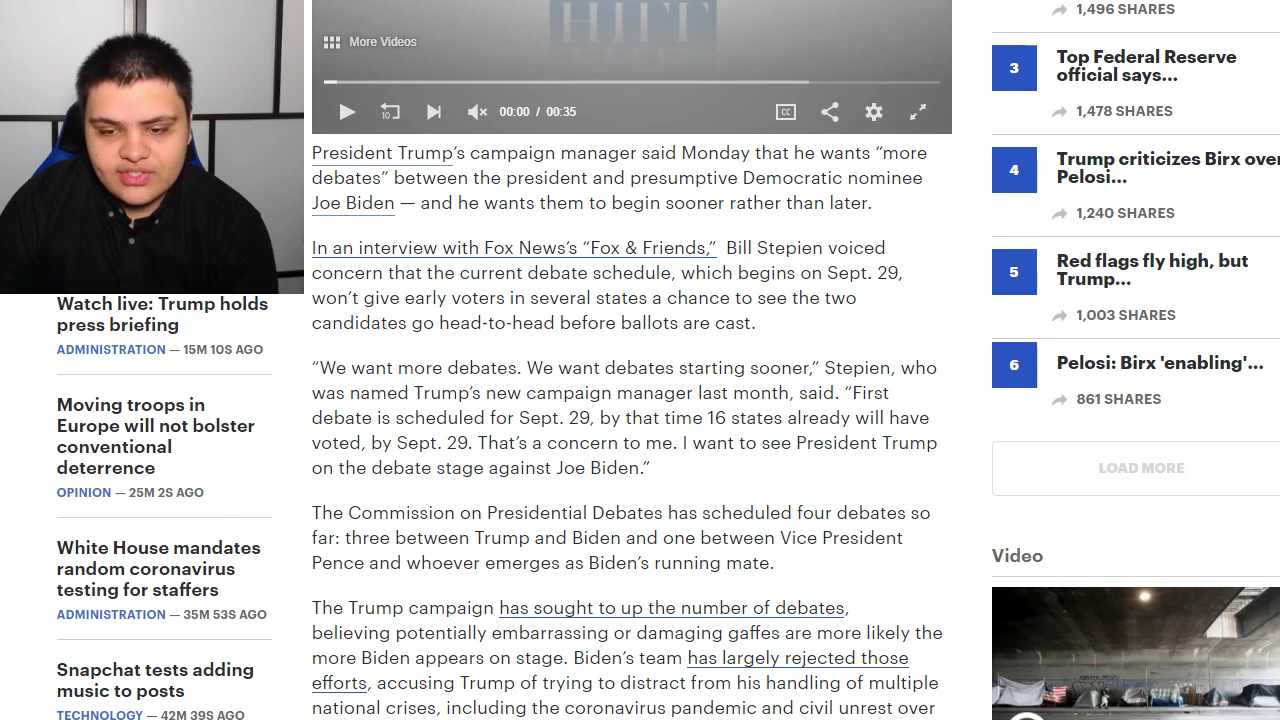 HILL
More Videos
10
00:00 / 00:35
CC
President Trump’s campaign manager said Monday that he wants “more
debates” between the president and presumptive Democratic nominee
Joe Biden — and he wants them to begin sooner rather than later.
In an interview with Fox News’s “Fox & Friends,” Bill Stepien voiced
concern that the current debate schedule, which begins on Sept. 29,
won’t give early voters in several states a chance to see the two
candidates go head-to-head before ballots are cast.
“We want more debates. We want debates starting sooner,” Stepien, who
was named Trump’s new campaign manager last month, said. “First
debate is scheduled for Sept. 29, by that time 16 states already will have
voted, by Sept. 29. That’s a concern to me. I want to see President Trump
on the debate stage against Joe Biden.”
The Commission on Presidential Debates has scheduled four debates so
far: three between Trump and Biden and one between Vice President
Pence and whoever emerges as Biden’s running mate.
The Trump campaign has sought to up the number of debates,
believing potentially embarrassing or damaging gaffes are more likely the
more Biden appears on stage. Biden’s team has largely rejected those
efforts, accusing Trump of trying to distract from his handling of multiple
national crises, including the coronavirus pandemic and civil unrest over
Watch live: Trump holds
press briefing
ADMINISTRATION — 15M 10S AGO
Moving troops in
Europe will not bolster
conventional
deterrence
OPINION — 25M 2S AGO
White House mandates
random coronavirus
testing for staffers
ADMINISTRATION — 35M 53S AGO
Snapchat tests adding
music to posts
TECHNOLOGY — 42M 39S AGO
1,496 SHARES
3
Top Federal Reserve
official says...
1,478 SHARES
4
Trump criticizes Birx over
Pelosi...
1,240 SHARES
5
Red flags fly high, but
Trump...
1,003 SHARES
6
Pelosi: Birx 'enabling'...
861 SHARES
LOAD MORE
Video